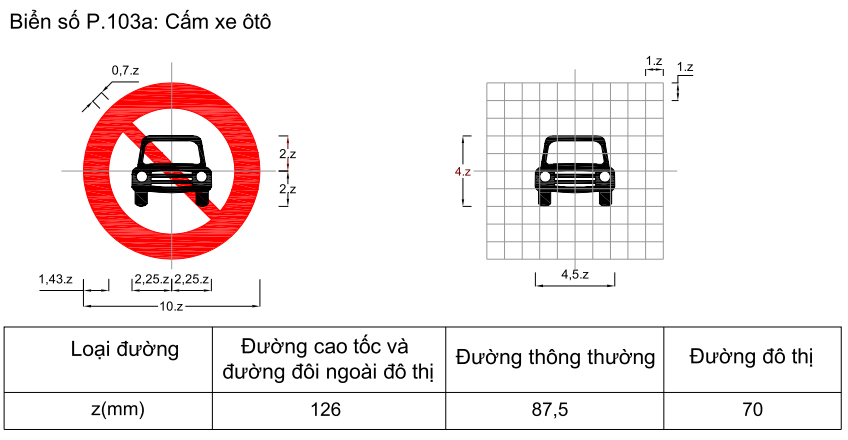 Biển số P.103a: Cấm xe ôtô
0,7.z
2,z
2,z
1,43.z
2,25.z
2,25.z
10.z
1.z
1.z
4.z
4,5.z
Loại đường
Đường cao tốc và
đường đôi ngoài đô thị
Đường thông thường
Đường đô thị
z(mm)
126
87,5
70